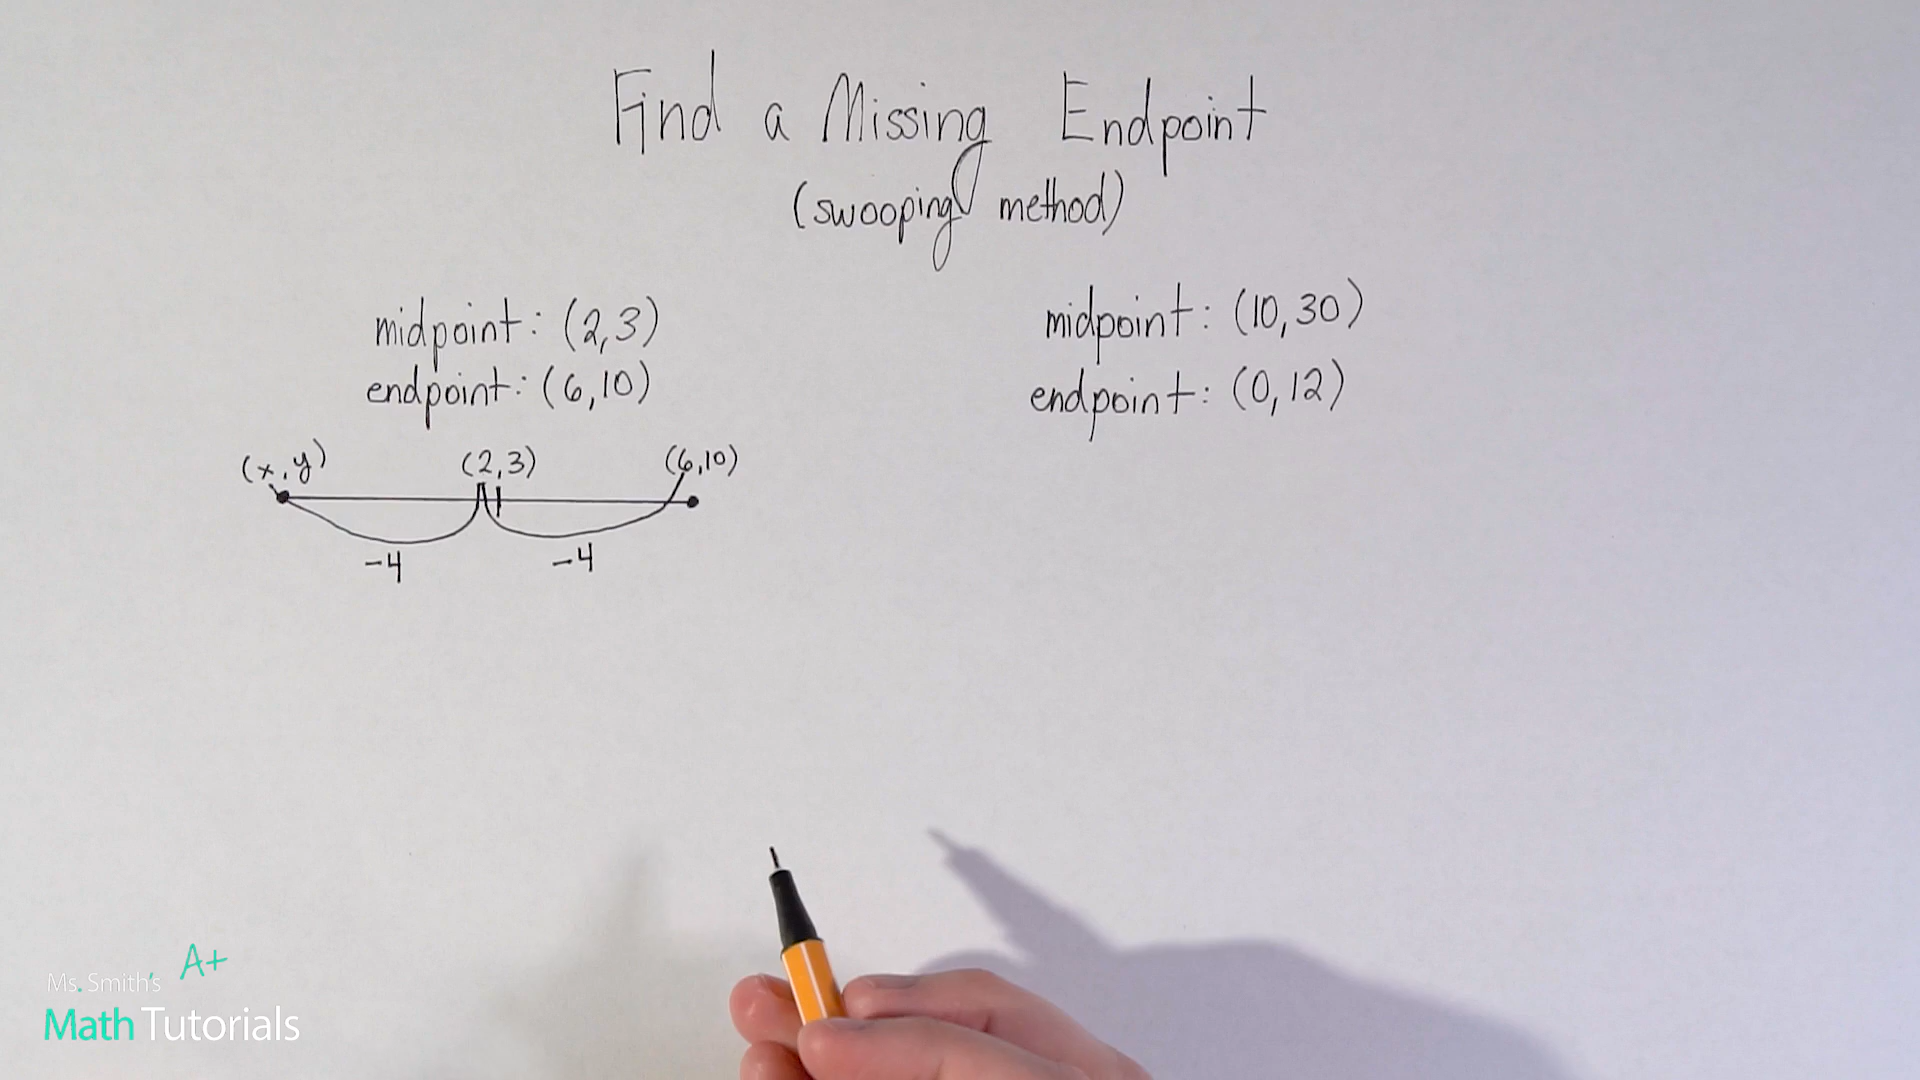 Find a Missing Endpoint
(swooping method)
midpoint: (2,3)
endpoint: (6,10)
(x,y)
(2,3)
(6,10)
-4
-4
midpoint: (10,30)
endpoint: (0,12)
Ms. Smith's A+
Math Tutorials